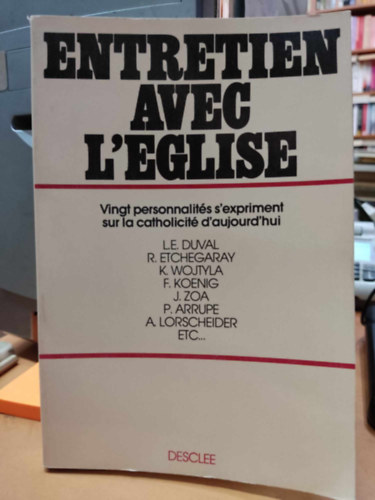 ENTRETIEN
AVEC
L'EGLISE
Vingt personnalités s'expriment
sur la catholicité d'aujourd'hui
L.E. DUVAL
R. ETCHEGARAY
K. WOJTYLA
F. KOENIG
J. ZOA
P. ARRUPE
A. LORSCHEIDER
ETC...
DESCLEE